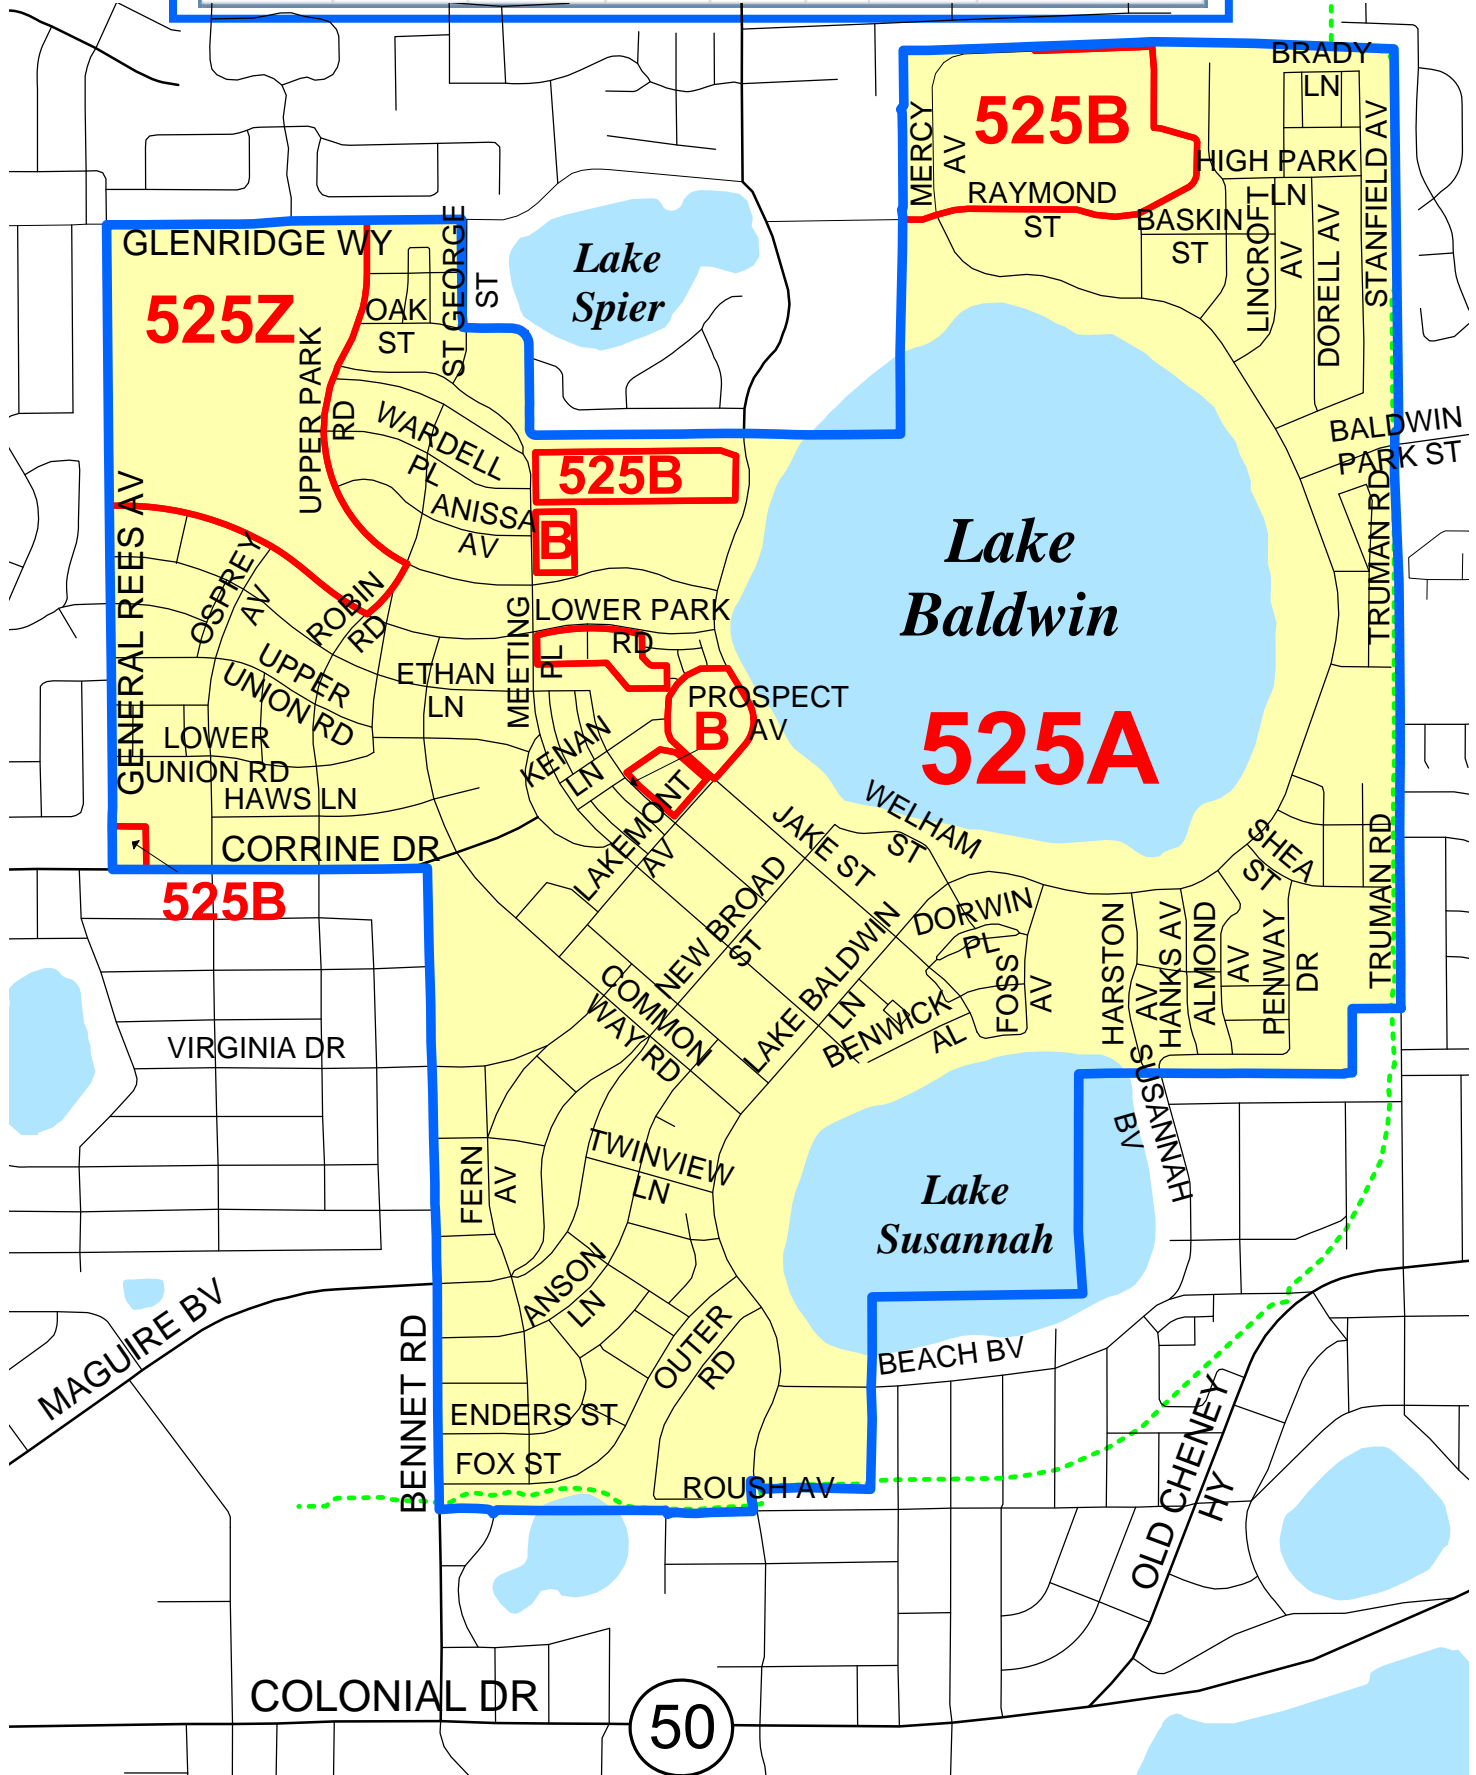 BRADY
LN
525B
MERCY
AV
STANFIELD AV
HIGH PARK
LN
RAYMOND
ST
BASKIN
ST
LINCROFT
AV
DORELL AV
GLENRIDGE WY
ST GEORGE
ST
Lake
Spier
525Z
OAK
ST
UPPER PARK
RD
WARDELL
PL
BALDWIN
PARK ST
525B
ANISSA
AV
B
GENERAL REES AV
Lake
Baldwin
TRUMAN RD
OSPREY
AV
ROBIN
RD
LOWER PARK
RD
MEETING
PL
UPPER
UNION RD
ETHAN
LN
PROSPECT
AV
B
525A
LOWER
UNION RD
KENAN
LN
HAWS LN
LAKEMONT
AV
JAKE ST
WELHAM
ST
SHEA
ST
TRUMAN RD
CORRINE DR
525B
NEW BROAD
ST
LAKE BALDWIN
LN
DORWIN
PL
FOSS
AV
HARSTON
AV
HANKS AV
ALMOND
AV
PENWAY
DR
COMMON
WAY RD
BENWICK
AL
VIRGINIA DR
SUSANNAH
BV
FERN
AV
TWINVIEW
LN
Lake
Susannah
ANSON
LN
MAGUIRE BV
OUTER
RD
BEACH BV
BENNET RD
ENDERS ST
FOX ST
ROUSH AV
OLD CHENEY
HY
COLONIAL DR
50